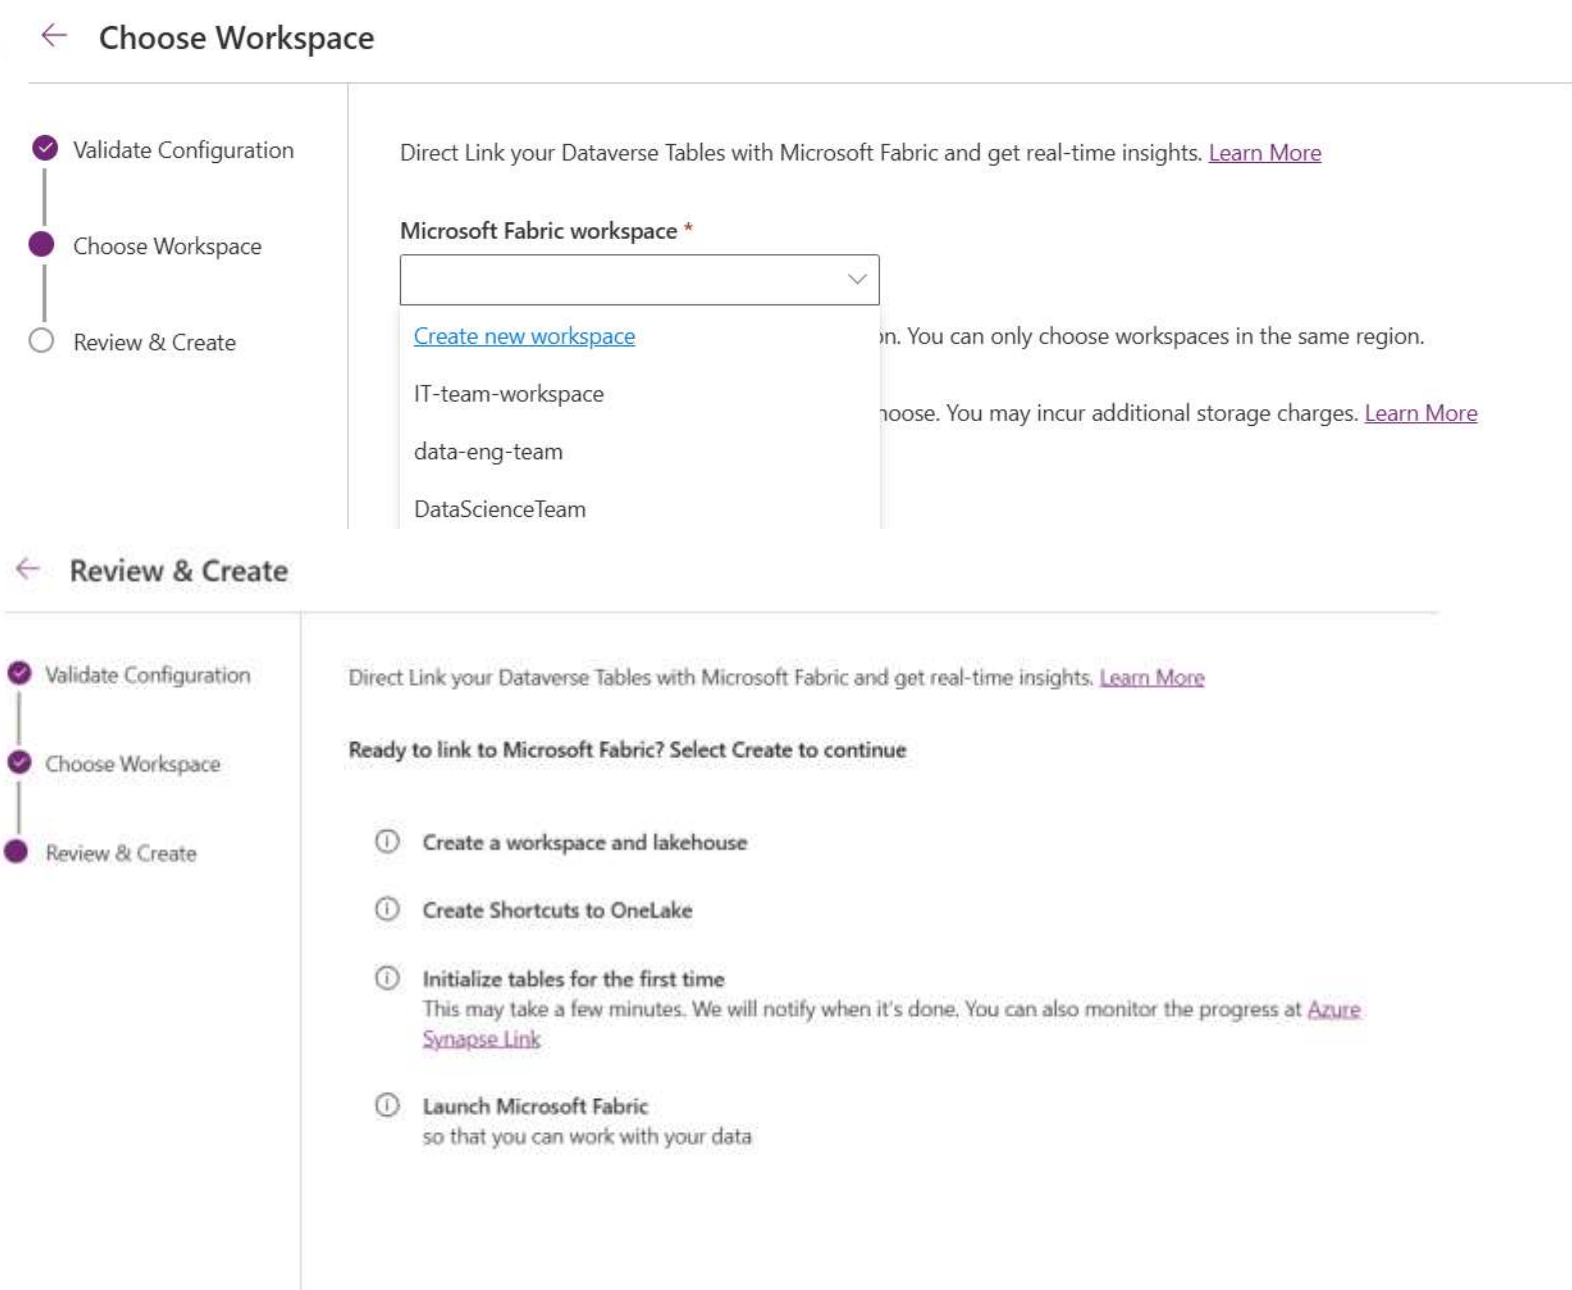 Choose Workspace
Validate Configuration
Choose Workspace
Review & Create
Direct Link your Dataverse Tables with Microsoft Fabric and get real-time insights. Learn More
Microsoft Fabric workspace *
Create new workspace
n. You can only choose workspaces in the same region.
IT-team-workspace
oose. You may incur additional storage charges. Learn More
data-eng-team
DataScienceTeam
Review & Create
Validate Configuration
Choose Workspace
Review & Create
Direct Link your Dataverse Tables with Microsoft Fabric and get real-time insights. Learn More
Ready to link to Microsoft Fabric? Select Create to continue
Create a workspace and lakehouse
Create Shortcuts to OneLake
Initialize tables for the first time
This may take a few minutes. We will notify when it's done. You can also monitor the progress at Azure
Synapse Link
Launch Microsoft Fabric
so that you can work with your data